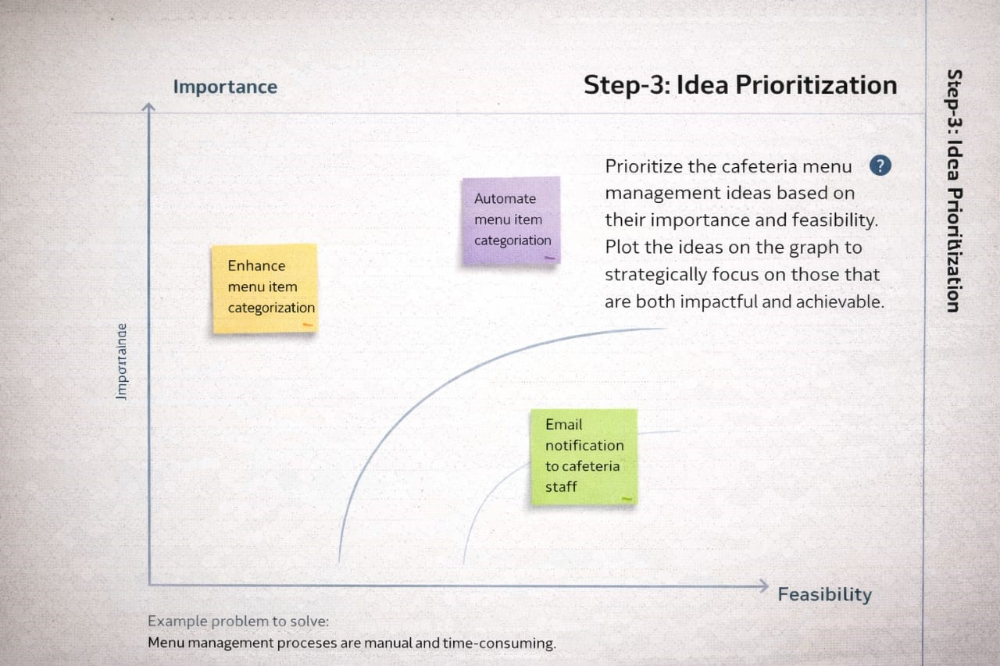 Importance
Step-3: Idea Prioritization
Step-3: Idea Prioritization
Prioritize the cafeteria menu
management ideas based on
their importance and feasibility.
Plot the ideas on the graph to
strategically focus on those that
are both impactful and achievable.
?
Automate
menu item
categoriation
Enhance
menu item
categorization
Email
notification
to cafeteria
staff
Feasibility
Example problem to solve:
Menu management proceses are manual and time-consuming.